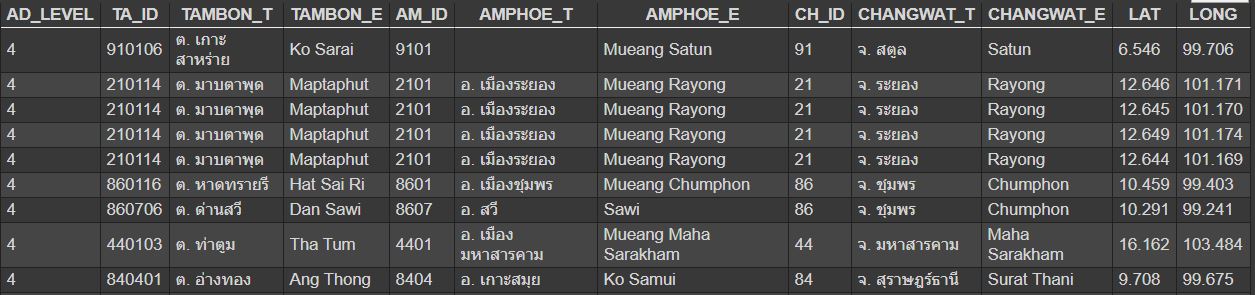 AD_LEVEL TA_ID TAMBON_T TAMBON_E AM_ID AMPHOE_T AMPHOE_E CH_ID CHANGWAT_T CHANGWAT_E LAT LONG
4 910106 ต. เกาะสาหร่าย Ko Sarai 9101 Mueang Satun 91 จ. สตูล Satun 6.546 99.706
4 210114 ต. มาบตาพุด Maptaphut 2101 อ. เมืองระยอง Mueang Rayong 21 จ. ระยอง Rayong 12.646 101.171
4 210114 ต. มาบตาพุด Maptaphut 2101 อ. เมืองระยอง Mueang Rayong 21 จ. ระยอง Rayong 12.645 101.170
4 210114 ต. มาบตาพุด Maptaphut 2101 อ. เมืองระยอง Mueang Rayong 21 จ. ระยอง Rayong 12.649 101.174
4 210114 ต. มาบตาพุด Maptaphut 2101 อ. เมืองระยอง Mueang Rayong 21 จ. ระยอง Rayong 12.644 101.169
4 860116 ต. หาดทรายรี Hat Sai Ri 8601 อ. เมืองชุมพร Mueang Chumphon 86 จ. ชุมพร Chumphon 10.459 99.403
4 860706 ต. ด่านสวี Dan Sawi 8607 อ. สวี Sawi 86 จ. ชุมพร Chumphon 10.291 99.241
4 440103 ต. ท่าตูม Tha Tum 4401 อ. เมืองมหาสารคาม Mueang Maha Sarakham 44 จ. มหาสารคาม Maha Sarakham 16.162 103.484
4 840401 ต. อ่างทอง Ang Thong 8404 อ. เกาะสมุย Ko Samui 84 จ. สุราษฎร์ธานี Surat Thani 9.708 99.675